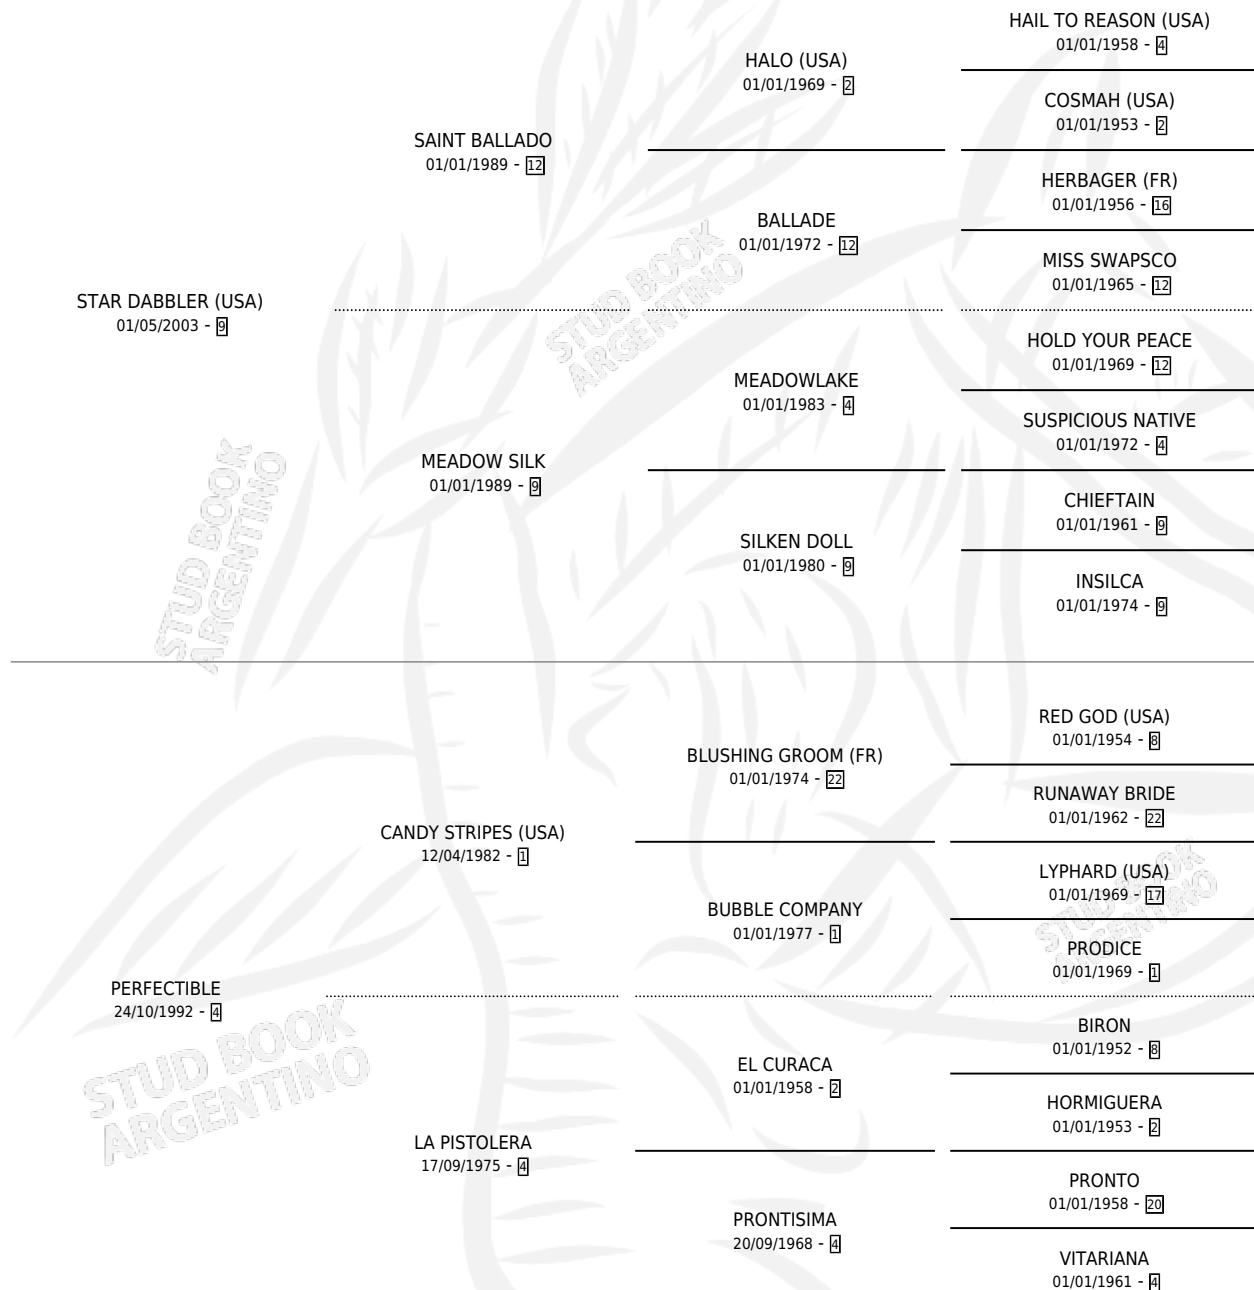 HAIL TO REASON (USA)
01/01/1958 - 4
HALO (USA)
01/01/1969 - 2
COSMAH (USA)
01/01/1953 - 2
SAINT BALLADO
01/01/1989 - 12
HERBAGER (FR)
01/01/1956 - 16
BALLADE
01/01/1972 - 12
MISS SWAPSCO
01/01/1965 - 12
STAR DABBLER (USA)
01/05/2003 - 9
STUD BOOK
ARGENTINO
HOLD YOUR PEACE
01/01/1969 - 12
MEADOWLAKE
01/01/1983 - 4
SUSPICIOUS NATIVE
01/01/1972 - 4
MEADOW SILK
01/01/1989 - 9
CHIEFTAIN
01/01/1961 - 9
SILKEN DOLL
01/01/1980 - 9
INSILCA
01/01/1974 - 9
STUD BOOK
ARGENTINO
RED GOD (USA)
01/01/1954 - 8
BLUSHING GROOM (FR)
01/01/1974 - 22
RUNAWAY BRIDE
01/01/1962 - 22
CANDY STRIPES (USA)
12/04/1982 - 1
LYPHARD (USA)
01/01/1969 - 17
BUBBLE COMPANY
01/01/1977 - 1
STUD BOOK
ARGENTINO
PRODICE
01/01/1969 - 1
PERFECTIBLE
24/10/1992 - 4
STUD BOOK
ARGENTINO
BIRON
01/01/1952 - 8
EL CURACA
01/01/1958 - 2
HORMIGUERA
01/01/1953 - 2
LA PISTOLERA
17/09/1975 - 4
PRONTO
01/01/1958 - 20
PRONTISIMA
20/09/1968 - 4
VITARIANA
01/01/1961 - 4